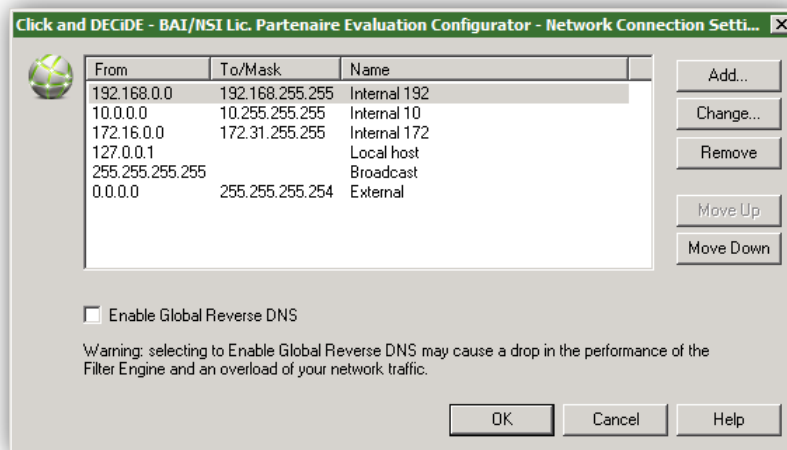 Click and DECiDE - BAI/NSI Lic. Partenaire Evaluation Configurator - Network Connection Setti...
From To/Mask Name
192.168.0.0 192.168.255.255 Internal 192
10.0.0.0 10.255.255.255 Internal 10
172.16.0.0 172.31.255.255 Internal 172
127.0.0.1 Local host
255.255.255.255 Broadcast
0.0.0.0 255.255.255.254 External
Add...
Change...
Remove
Move Up
Move Down
Enable Global Reverse DNS
Warning: selecting to Enable Global Reverse DNS may cause a drop in the performance of the
Filter Engine and an overload of your network traffic.
OK Cancel Help